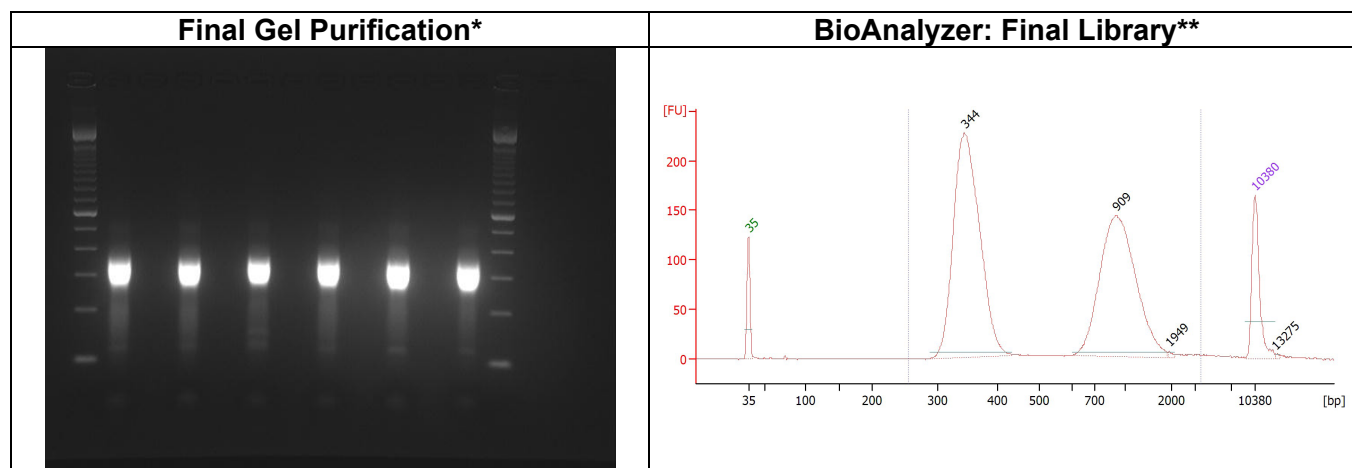 Final Gel Purification*
BioAnalyzer: Final Library**
[FU]
200
150
100
50
0
35
344
909
1949
10380
13275
35 100 200 300 400 500 700 2000 10380 [bp]